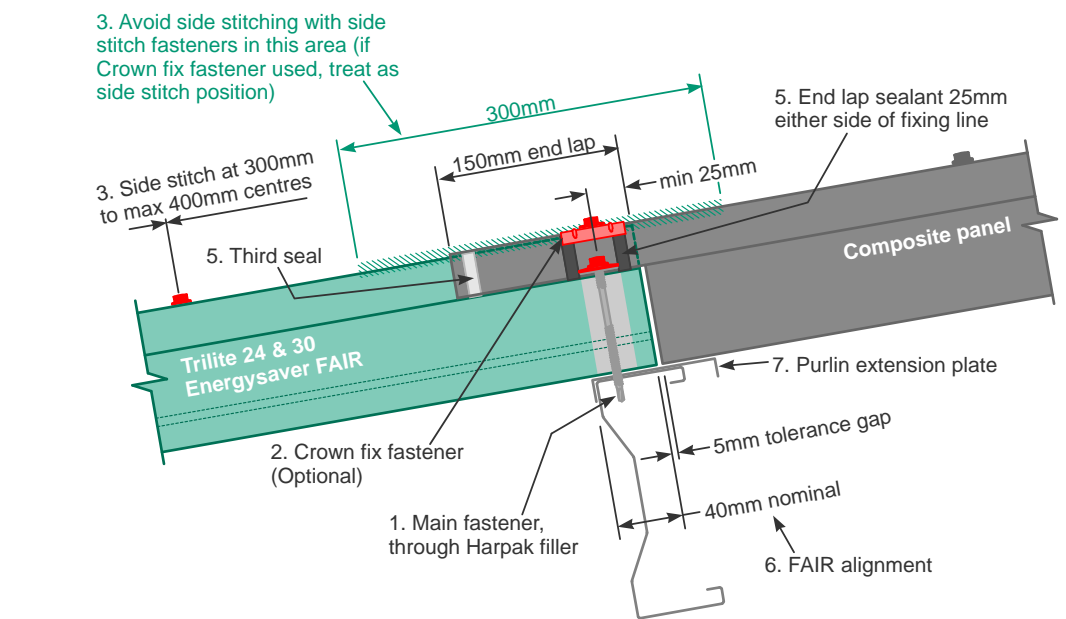 3. Avoid side stitching with side
stitch fasteners in this area (if
Crown fix fastener used, treat as
side stitch position)
300mm
5. End lap sealant 25mm
either side of fixing line
150mm end lap
min 25mm
3. Side stitch at 300mm
to max 400mm centres
5. Third seal
Composite panel
Trilite 24 & 30
Energysaver FAIR
7. Purlin extension plate
2. Crown fix fastener
(Optional)
5mm tolerance gap
1. Main fastener,
through Harpak filler
40mm nominal
6. FAIR alignment